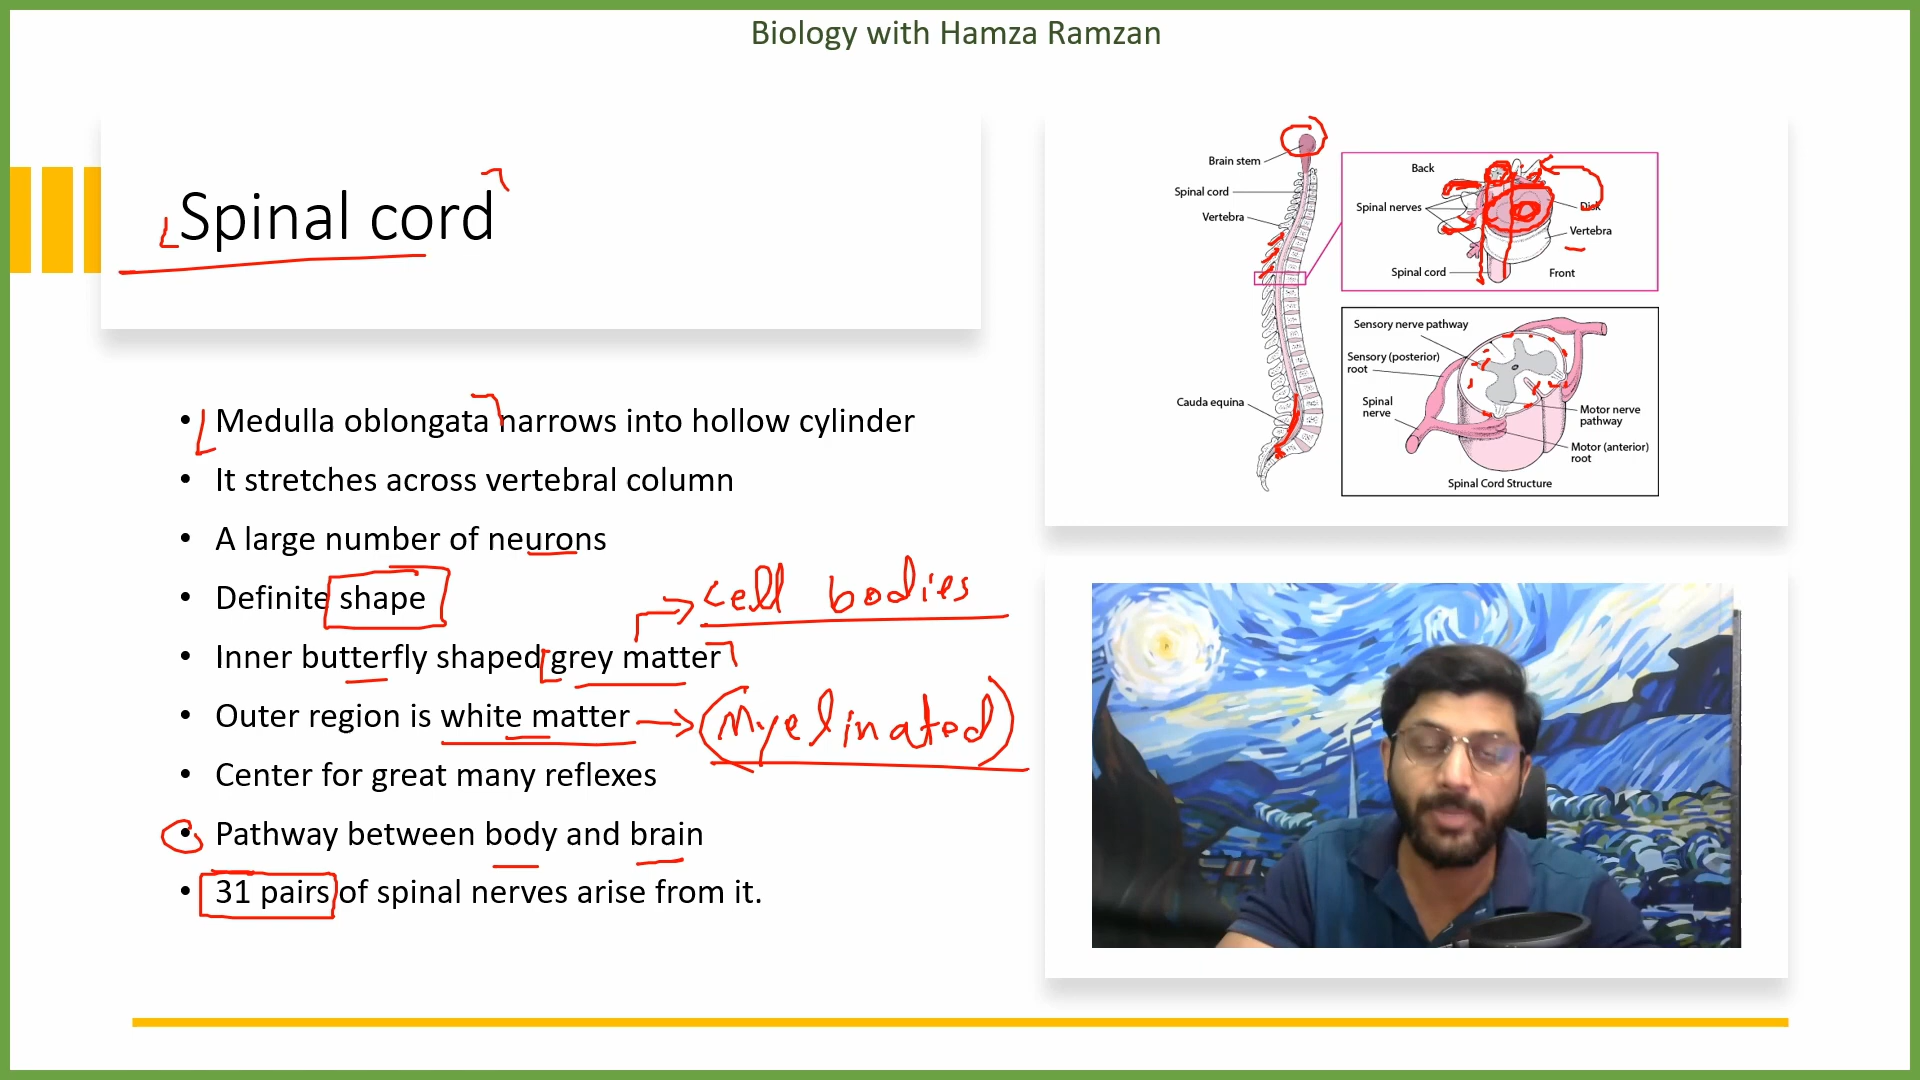 Biology with Hamza Ramzan
Spinal cord
• Medulla oblongata narrows into hollow cylinder
• It stretches across vertebral column
• A large number of neurons
• Definite shape
cell bodies
• Inner butterfly shaped grey matter
• Outer region is white matter
Myelinated
• Center for great many reflexes
• Pathway between body and brain
• 31 pairs of spinal nerves arise from it.
Brain stem
Spinal cord
Vertebra
Cauda equina
Back
Spinal nerves
Disk
Vertebra
Spinal cord
Front
Sensory nerve pathway
Sensory (posterior)
root
Spinal
nerve
Motor nerve
pathway
Motor (anterior)
root
Spinal Cord Structure